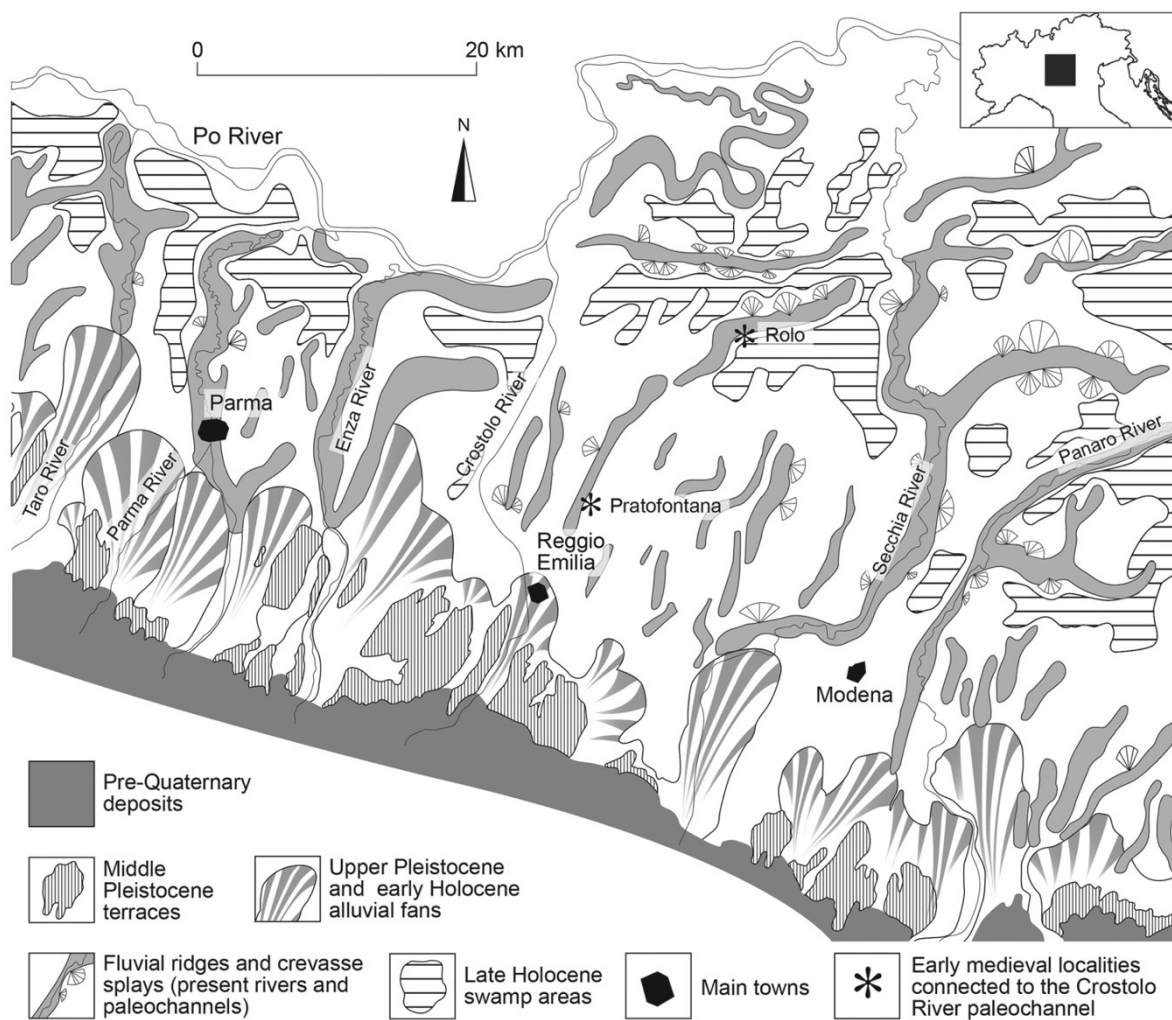 0
20 km
Po River
N
Rolo
Parma
Enza River
Crostolo River
Taro River
Parma River
Pratofontana
Panaro River
Secchia River
Reggio
Emilia
Modena
Pre-Quaternary
deposits
Middle
Pleistocene
terraces
Upper Pleistocene
and early Holocene
alluvial fans
Fluvial ridges and crevasse
splays (present rivers and
paleochannels)
Late Holocene
swamp areas
Main towns
Early medieval localities
connected to the Crostolo
River paleochannel